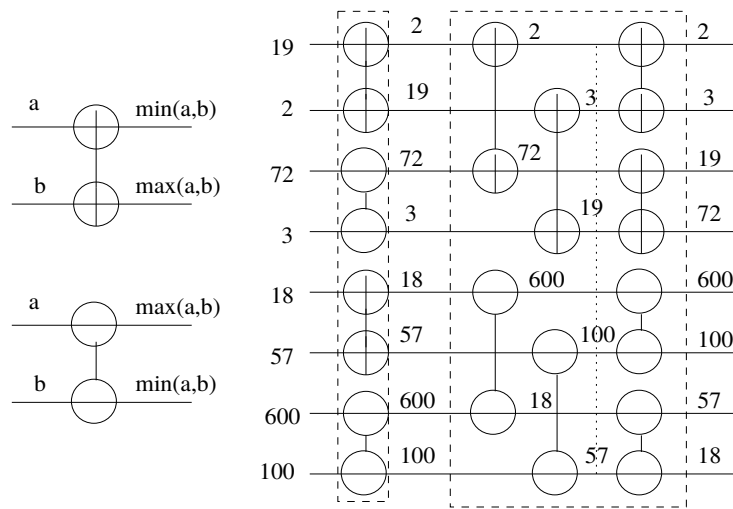 a min(a,b)
b max(a,b)
a max(a,b)
b min(a,b)
19 2 2 2
2 19 3 3
72 72 72 19
3 3 19 72
18 18 600 600
57 57 100 100
600 600 18 57
100 100 57 18